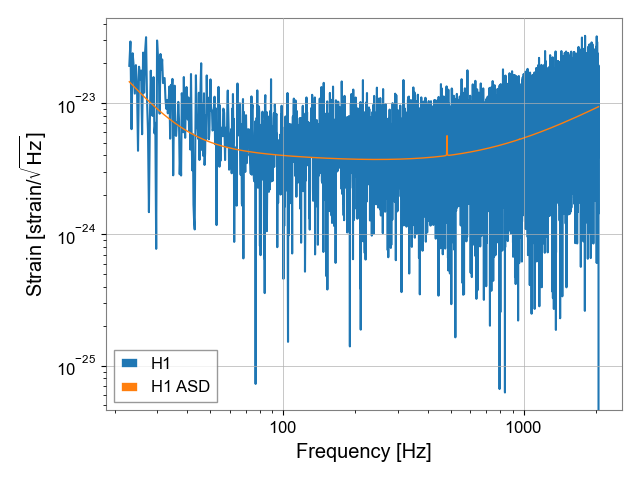 Strain [strain/√Hz]
10⁻²³
10⁻²⁴
10⁻²⁵
H1
H1 ASD
100
1000
Frequency [Hz]